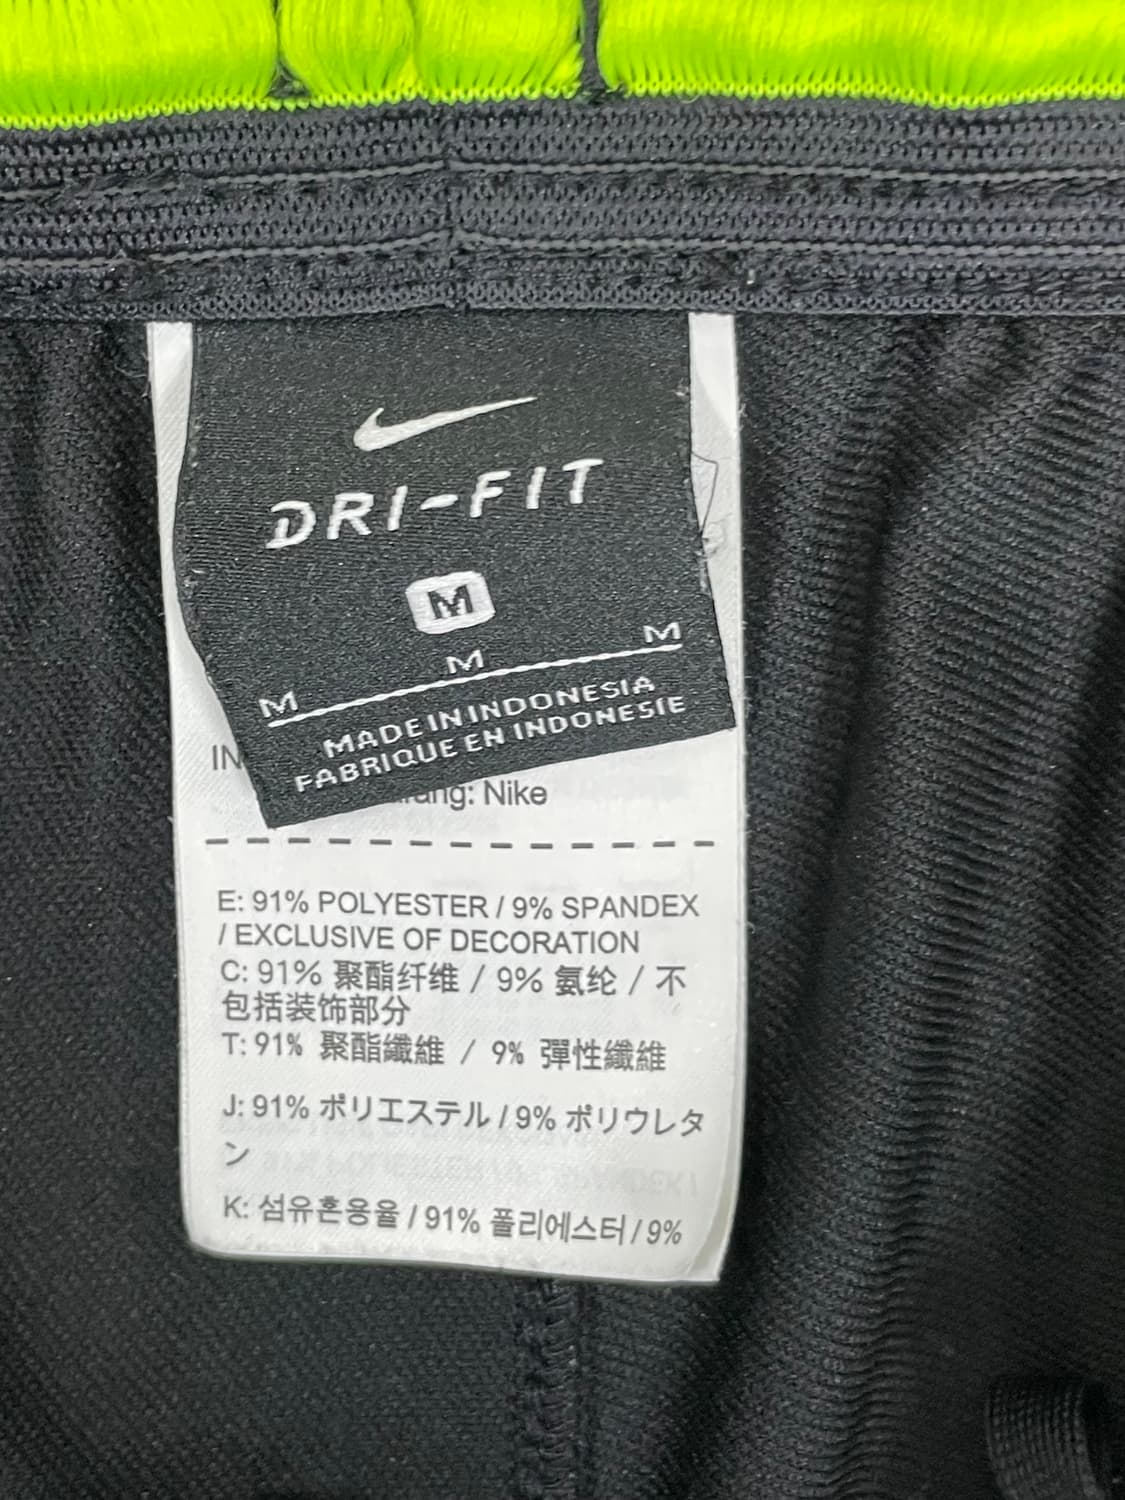 DRI-FIT
M
M M M
MADE IN INDONESIA
FABRIQUE EN INDONESIE
IN
: Nike
E: 91% POLYESTER / 9% SPANDEX
/ EXCLUSIVE OF DECORATION
C: 91% 聚酯纤维 / 9% 氨纶 / 不
包括装饰部分
T: 91% 聚酯纖維 / 9% 彈性纖維
J: 91% ポリエステル / 9% ポリウレタ
ン
K: 섬유혼용율 / 91% 폴리에스터 / 9%